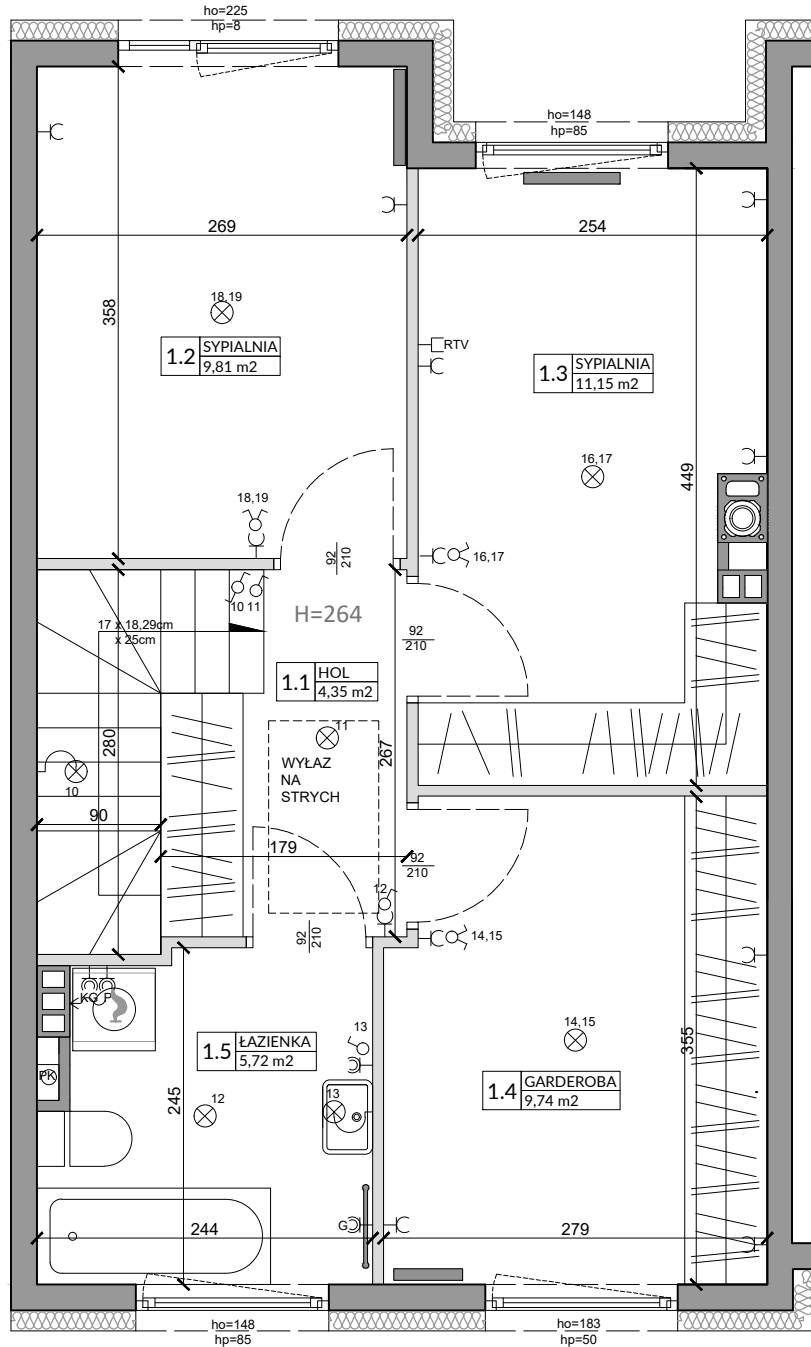 ho=225
hp=8
ho=148
hp=85
269
254
358
18,19
1.2
SYPIALNIA
9,81 m2
RTV
1.3
SYPIALNIA
11,15 m2
16,17
449
18,19
92
210
16,17
10 11
H=264
17 x 18,29cm
x 25cm
92
210
1.1
HOL
4,35 m2
11
280
267
WYŁAZ
NA
STRYCH
10
90
179
92
210
12
92
210
14,15
KG P
13
14,15
1.5
ŁAZIENKA
5,72 m2
355
PK
1.4
GARDEROBA
9,74 m2
245
12
13
G
244
279
ho=148
hp=85
ho=183
hp=50